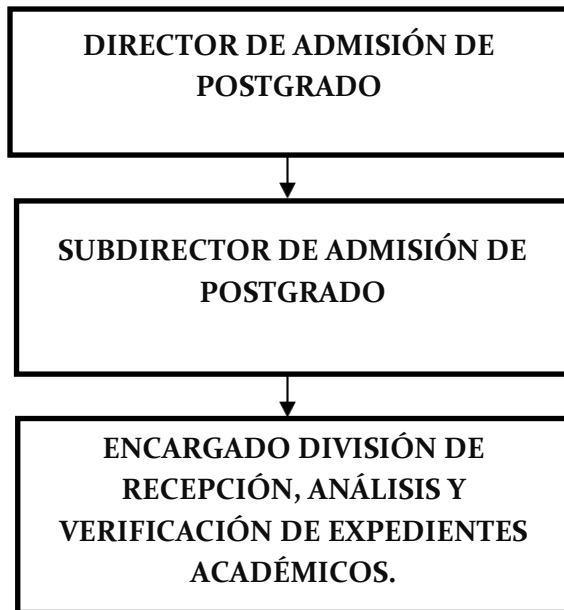 DIRECTOR DE ADMISIÓN DE
POSTGRADO
SUBDIRECTOR DE ADMISIÓN DE
POSTGRADO
ENCARGADO DIVISIÓN DE
RECEPCIÓN, ANÁLISIS Y
VERIFICACIÓN DE EXPEDIENTES
ACADÉMICOS.